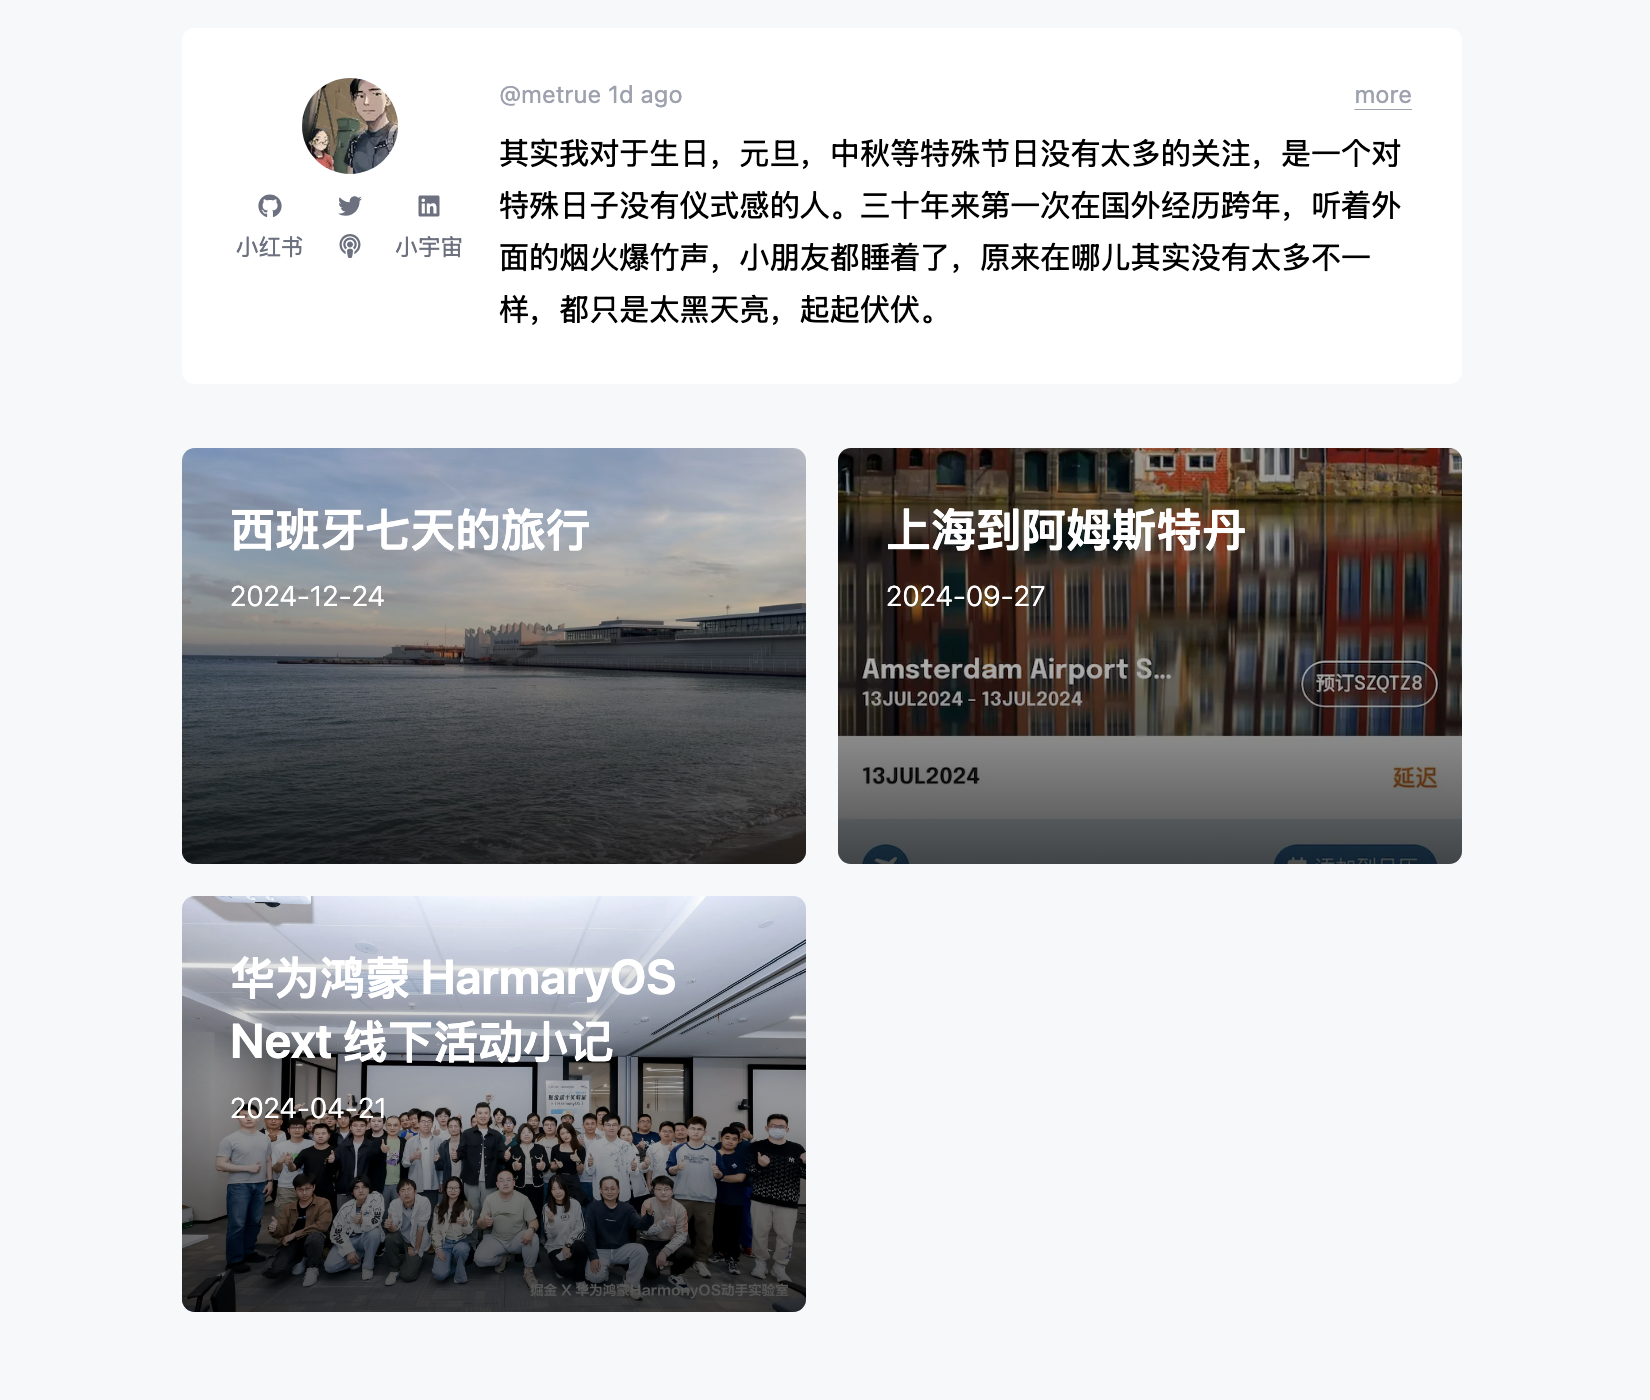 @metrue 1d ago
more
其实我对于生日，元旦，中秋等特殊节日没有太多的关注，是一个对
特殊日子没有仪式感的人。三十年来第一次在国外经历跨年，听着外
面的烟火爆竹声，小朋友都睡着了，原来在哪儿其实没有太多不一
样，都只是太黑天亮，起起伏伏。
小红书
小宇宙
西班牙七天的旅行
2024-12-24
上海到阿姆斯特丹
2024-09-27
Amsterdam Airport S...
13JUL2024 - 13JUL2024
预订SZQTZ8
13JUL2024
延迟
添加到日历
华为鸿蒙 HarmaryOS
Next 线下活动小记
2024-04-21
掘金 X 华为鸿蒙HarmonyOS动手实验室